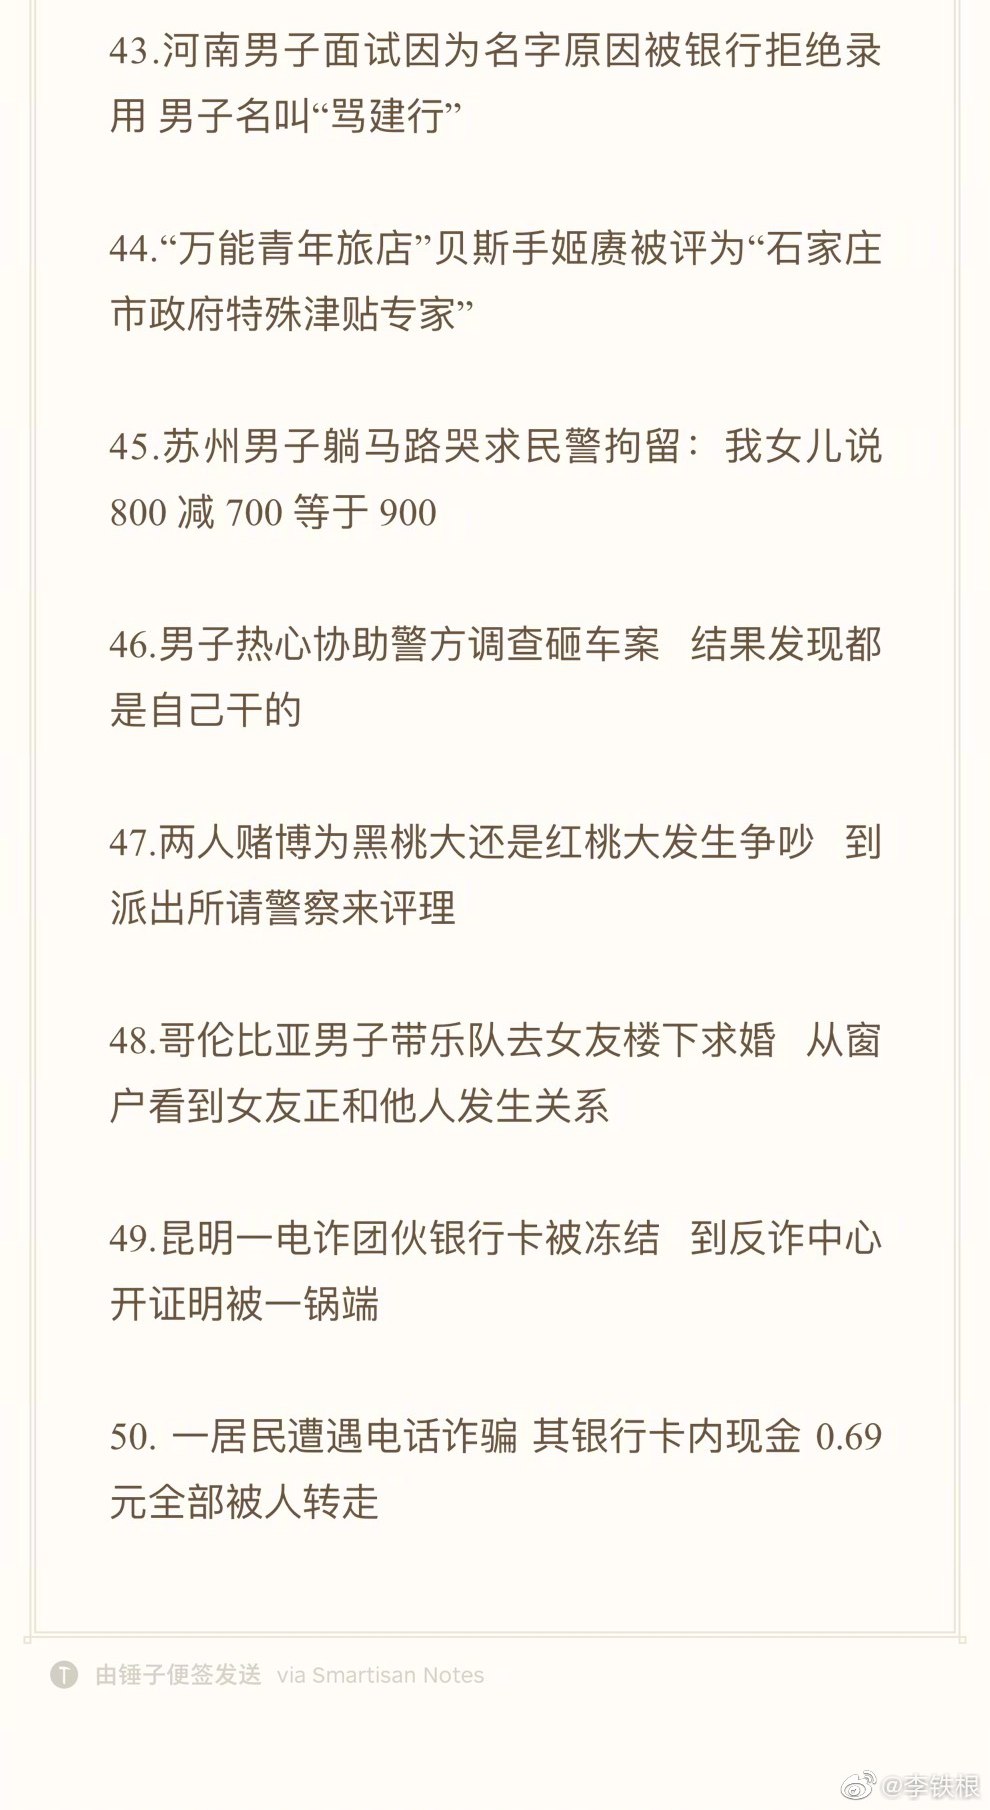 43.河南男子面试因为名字原因被银行拒绝录
用 男子名叫“骂建行”
44.“万能青年旅店”贝斯手姬赓被评为“石家庄
市政府特殊津贴专家”
45.苏州男子躺马路哭求民警拘留：我女儿说
800 减 700 等于 900
46.男子热心协助警方调查砸车案 结果发现都
是自己干的
47.两人赌博为黑桃大还是红桃大发生争吵 到
派出所请警察来评理
48.哥伦比亚男子带乐队去女友楼下求婚 从窗
户看到女友正和他人发生关系
49.昆明一电诈团伙银行卡被冻结 到反诈中心
开证明被一锅端
50. 一居民遭遇电话诈骗 其银行卡内现金 0.69
元全部被人转走
T 由锤子便签发送 via Smartisan Notes
@李铁根